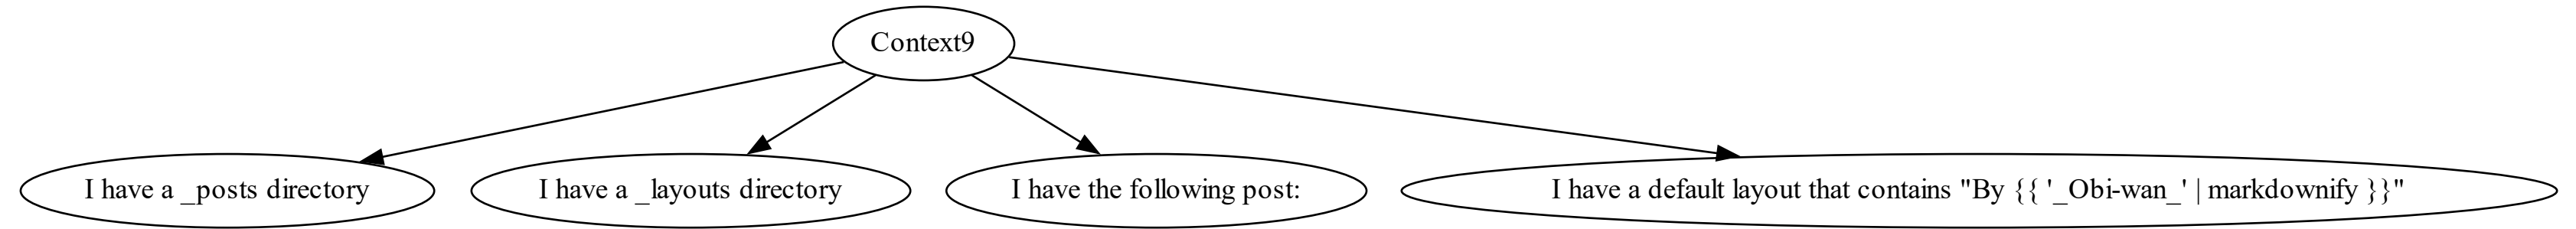 Context9
I have a _posts directory
I have a _layouts directory
I have the following post:
I have a default layout that contains "By {{ '_Obi-wan_' | markdownify }}"